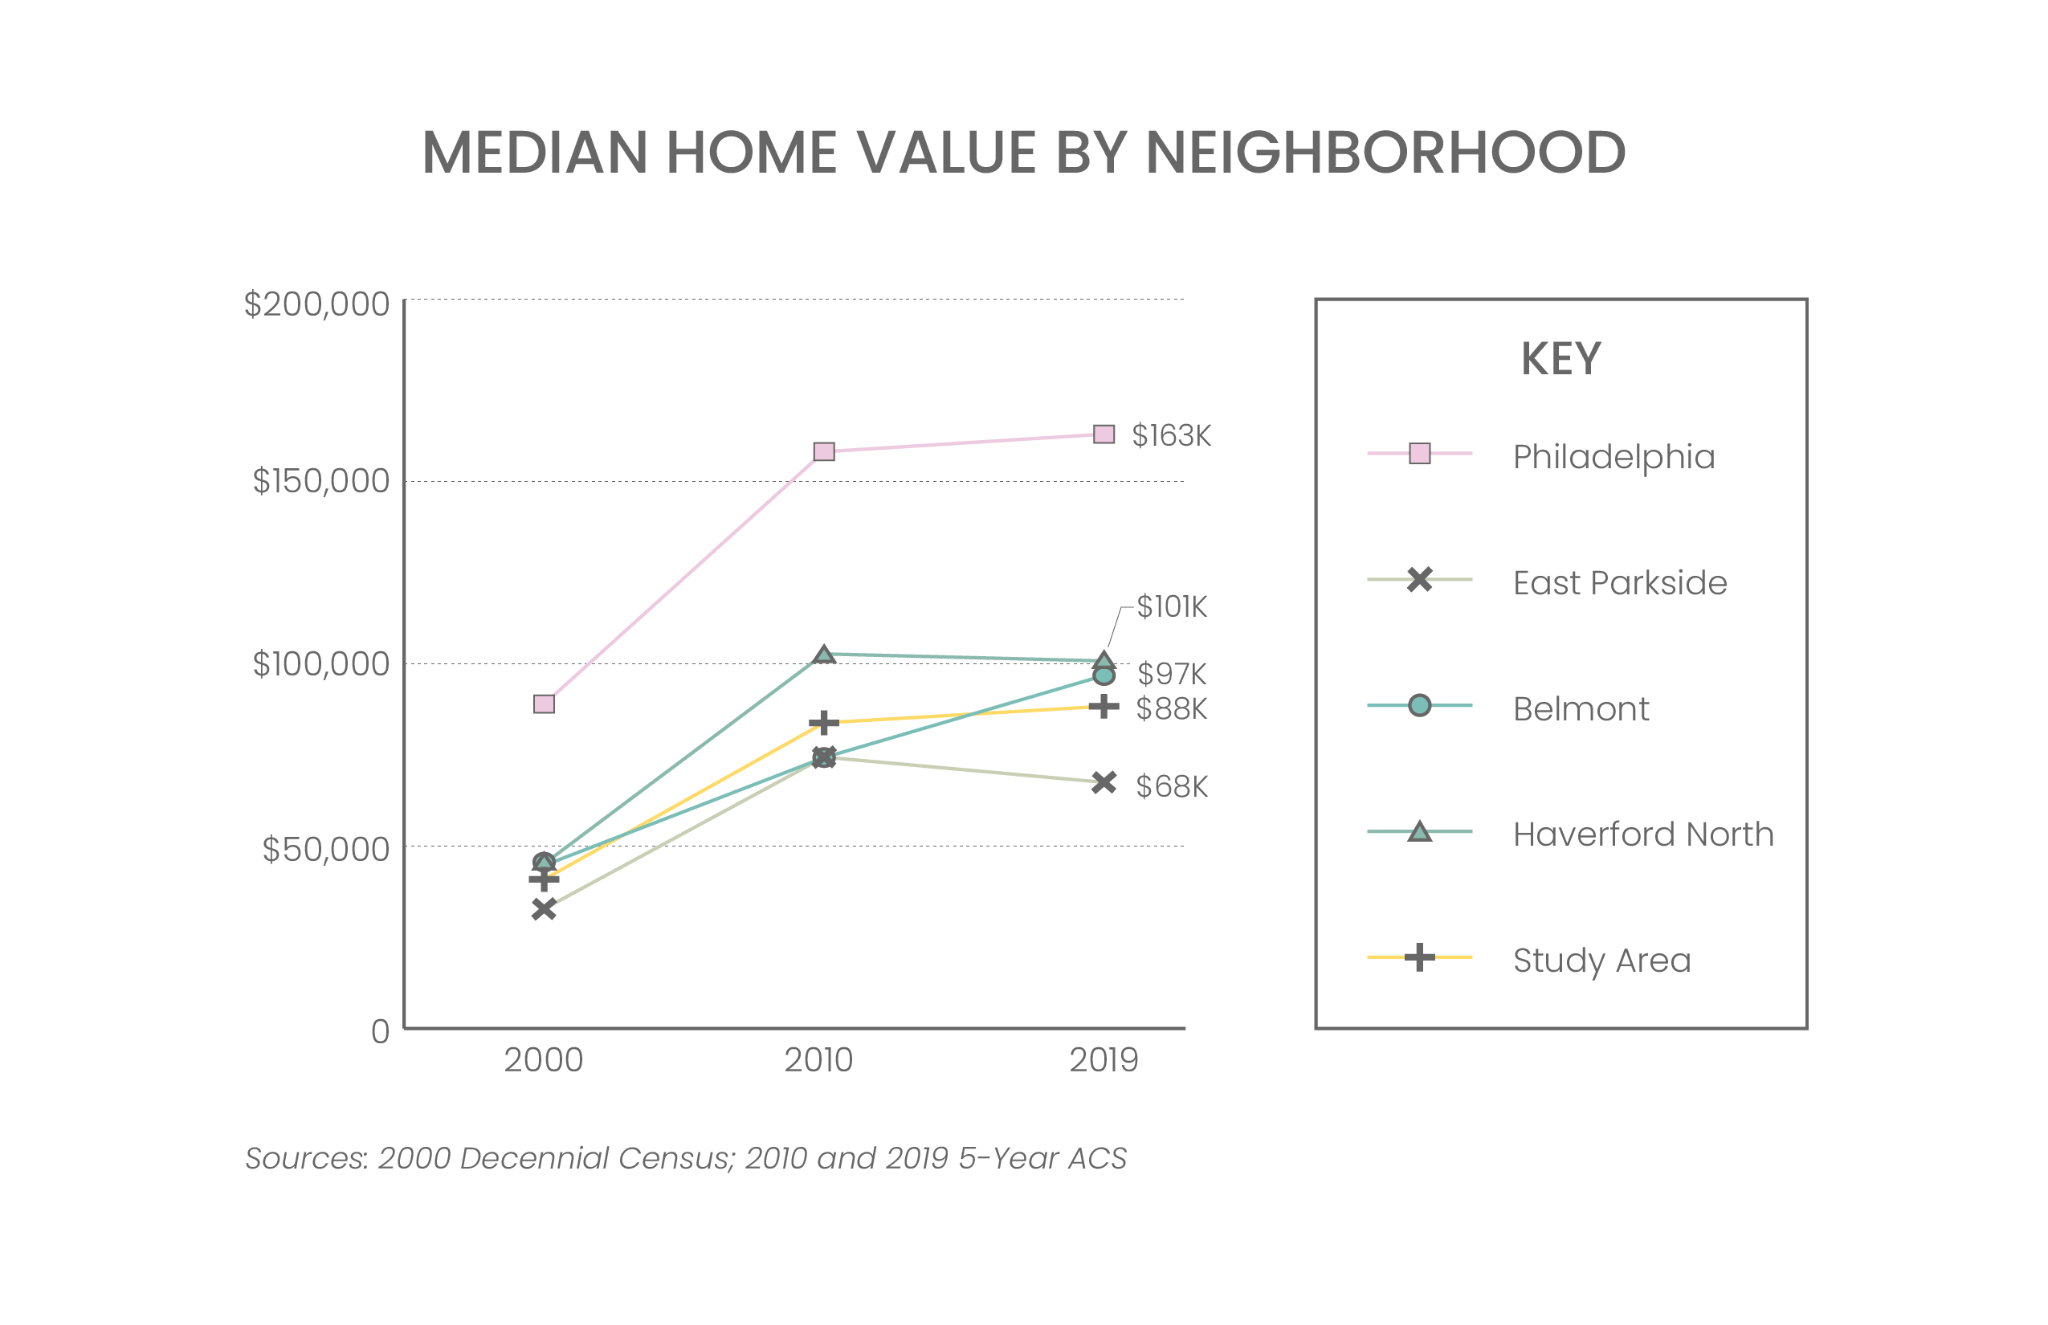 MEDIAN HOME VALUE BY NEIGHBORHOOD
$200,000
$150,000
$100,000
$50,000
0
2000 2010 2019
$163K
$101K
$97K
$88K
$68K
KEY
Philadelphia
East Parkside
Belmont
Haverford North
Study Area
Sources: 2000 Decennial Census; 2010 and 2019 5-Year ACS